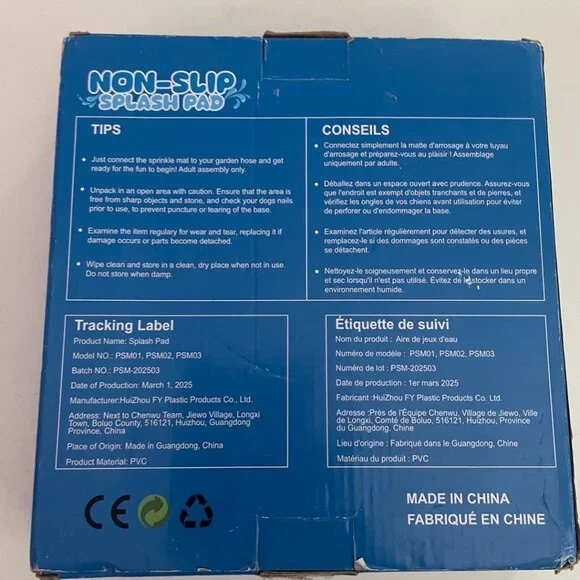 NON-SLIP
SPLASH PAD
TIPS
• Just connect the sprinkle mat to your garden hose and get
ready for the fun to begin! Adult assembly only.
• Unpack in an open area with caution. Ensure that the area is
free from sharp objects and stone, and check your dogs nails
prior to use, to prevent puncture or tearing of the base.
• Examine the item regulary for wear and tear, replacing it if
damage occurs or parts become detached.
• Wipe clean and store in a clean, dry place when not in use.
Do not store when damp.
CONSEILS
• Connectez simplement la matte d'arrosage à votre tuyau
d'arrosage et préparez-vous au plaisir ! Assemblage
uniquement par adulte.
• Déballez dans un espace ouvert avec prudence. Assurez-vous
que l'endroit est exempt d'objets tranchants et de pierres, et
vérifiez les ongles de vos chiens avant utilisation pour éviter
de perforer ou d'endommager la base.
• Examinez l'article régulièrement pour détecter des usures, et
remplacez-le si des dommages sont constatés ou des pièces
se détachent.
• Nettoyez-le soigneusement et conservez-le dans un lieu propre
et sec lorsqu'il n'est pas utilisé. Évitez de le stocker dans un
environnement humide.
Tracking Label
Product Name: Splash Pad
Model NO.: PSM01, PSM02, PSM03
Batch NO.: PSM-202503
Date of Production: March 1, 2025
Manufacturer:HuiZhou FY Plastic Products Co., Ltd.
Address: Next to Chenwu Team, Jiewo Village, Longxi
Town, Boluo County, 516121, Huizhou, Guangdong
Province, China
Place of Origin: Made in Guangdong, China
Product Material: PVC
Étiquette de suivi
Nom du produit : Aire de jeux d'eau
Numéro de modèle : PSM01, PSM02, PSM03
Numéro de lot : PSM-202503
Date de production : 1er mars 2025
Fabricant :HuiZhou FY Plastic Products Co., Ltd.
Adresse :Près de l'Équipe Chenwu, Village de Jiewo, Ville
de Longxi, Comté de Boluo, 516121, Huizhou, Province
du Guangdong, Chine
Lieu d'origine : Fabriqué dans le Guangdong, Chine
Matériau du produit : PVC
CE
MADE IN CHINA
FABRIQUÉ EN CHINE